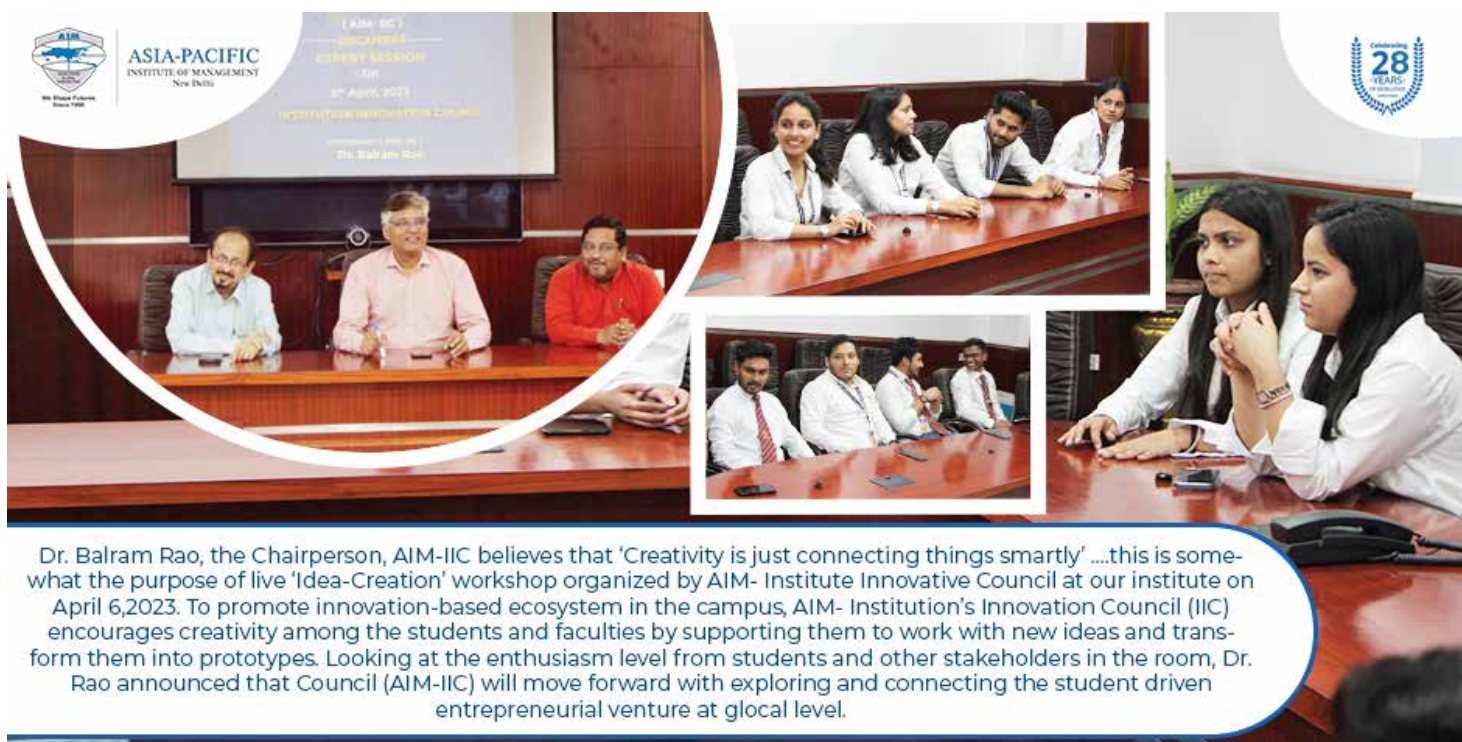 AIM
ASIA-PACIFIC
INSTITUTE OF MANAGEMENT
New Delhi
We Shape Futures
Since 1996
( AIM- IIC )
ORGANISES
EXPERT SESSION
April, 2023
INSTITUTION INNOVATION COUNCIL
Dr. Balram Rao
Celebrating
28
YEARS
OF EXCELLENCE
Dr. Balram Rao, the Chairperson, AIM-IIC believes that ‘Creativity is just connecting things smartly’ ....this is some-
what the purpose of live ‘Idea-Creation’ workshop organized by AIM- Institute Innovative Council at our institute on
April 6,2023. To promote innovation-based ecosystem in the campus, AIM- Institution’s Innovation Council (IIC)
encourages creativity among the students and faculties by supporting them to work with new ideas and trans-
form them into prototypes. Looking at the enthusiasm level from students and other stakeholders in the room, Dr.
Rao announced that Council (AIM-IIC) will move forward with exploring and connecting the student driven
entrepreneurial venture at glocal level.